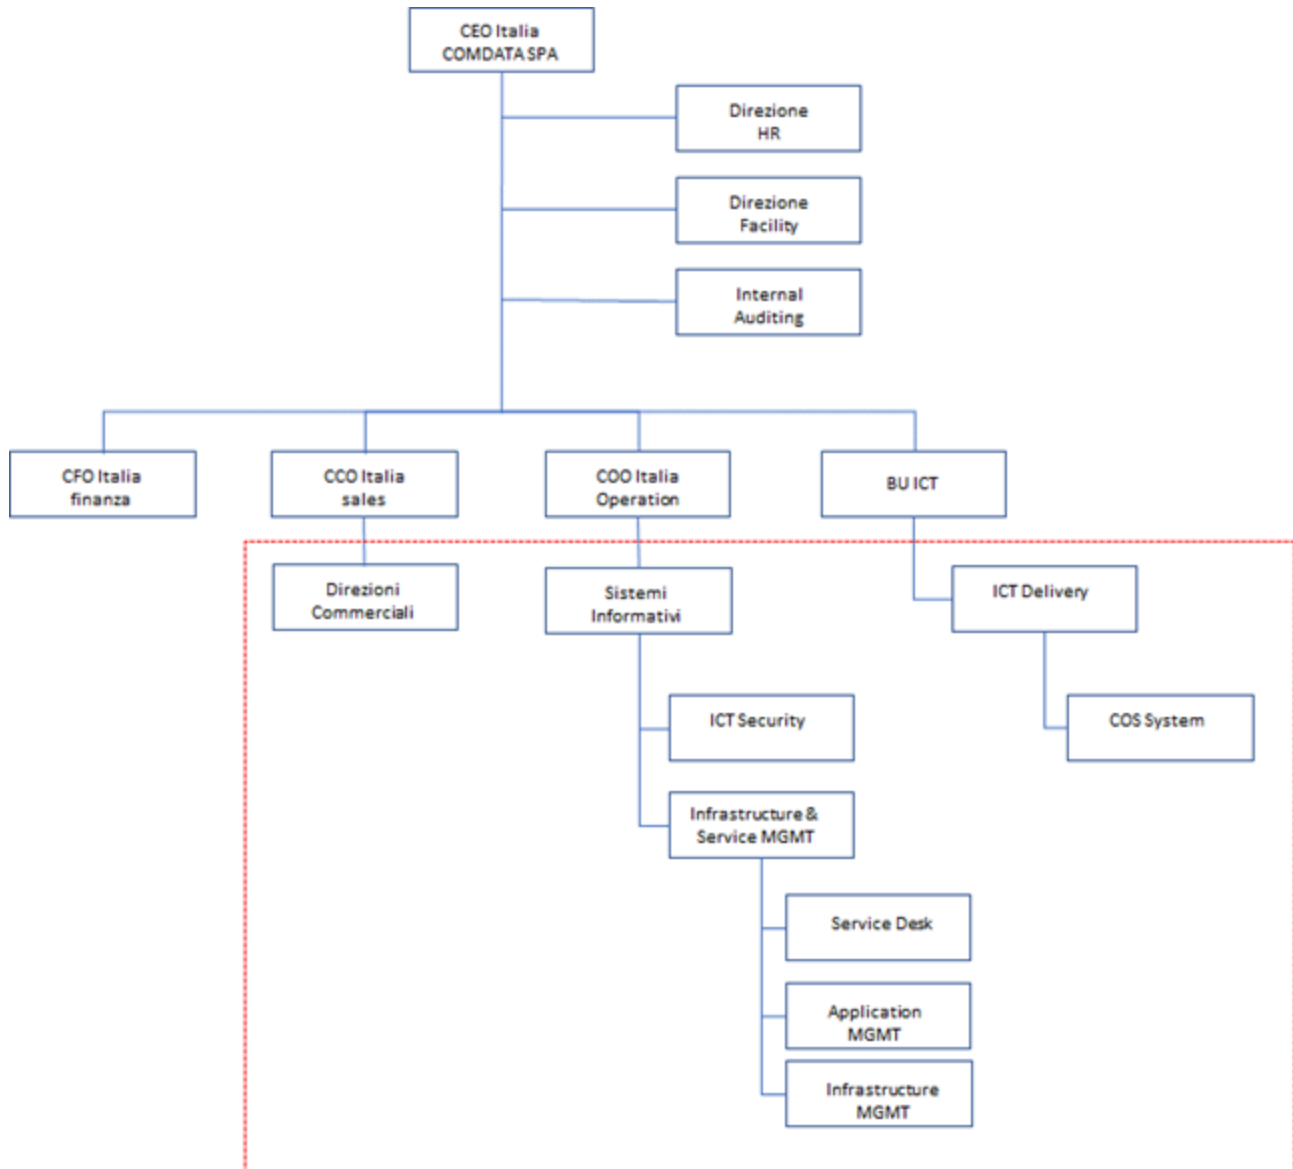 CEO Italia
COMDATA SPA
Direzione
HR
Direzione
Facility
Internal
Auditing
CFO Italia
finanza
CCO Italia
sales
COO Italia
Operation
BU ICT
Direzioni
Commerciali
Sistemi
Informativi
ICT Delivery
ICT Security
COS System
Infrastructure &
Service MGMT
Service Desk
Application
MGMT
Infrastructure
MGMT